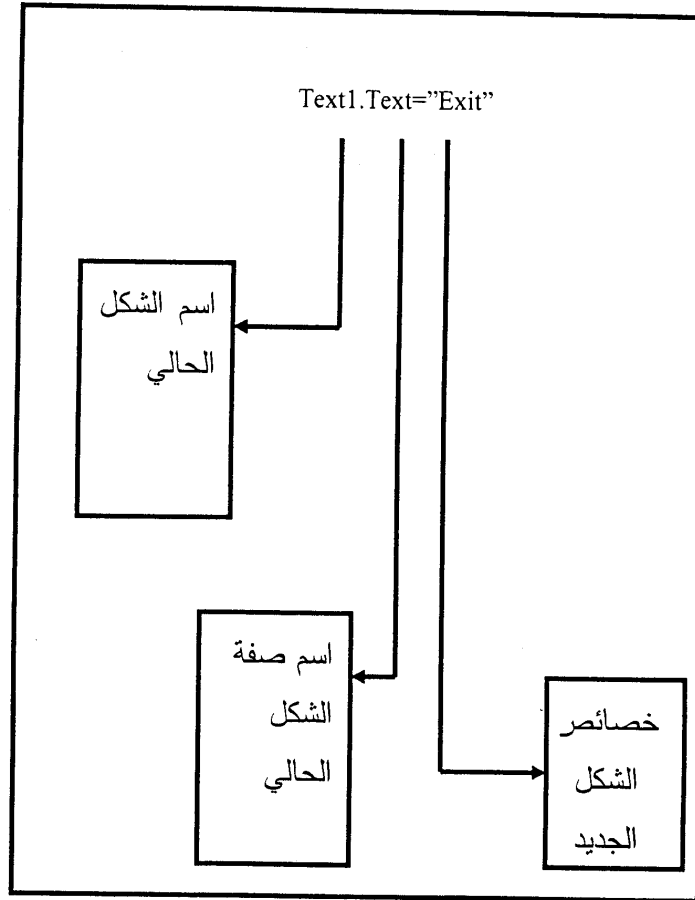 Text1.Text=”Exit”
اسم الشكل
الحالي
اسم صفة
الشكل
الحالي
خصائص
الشكل
الجديد